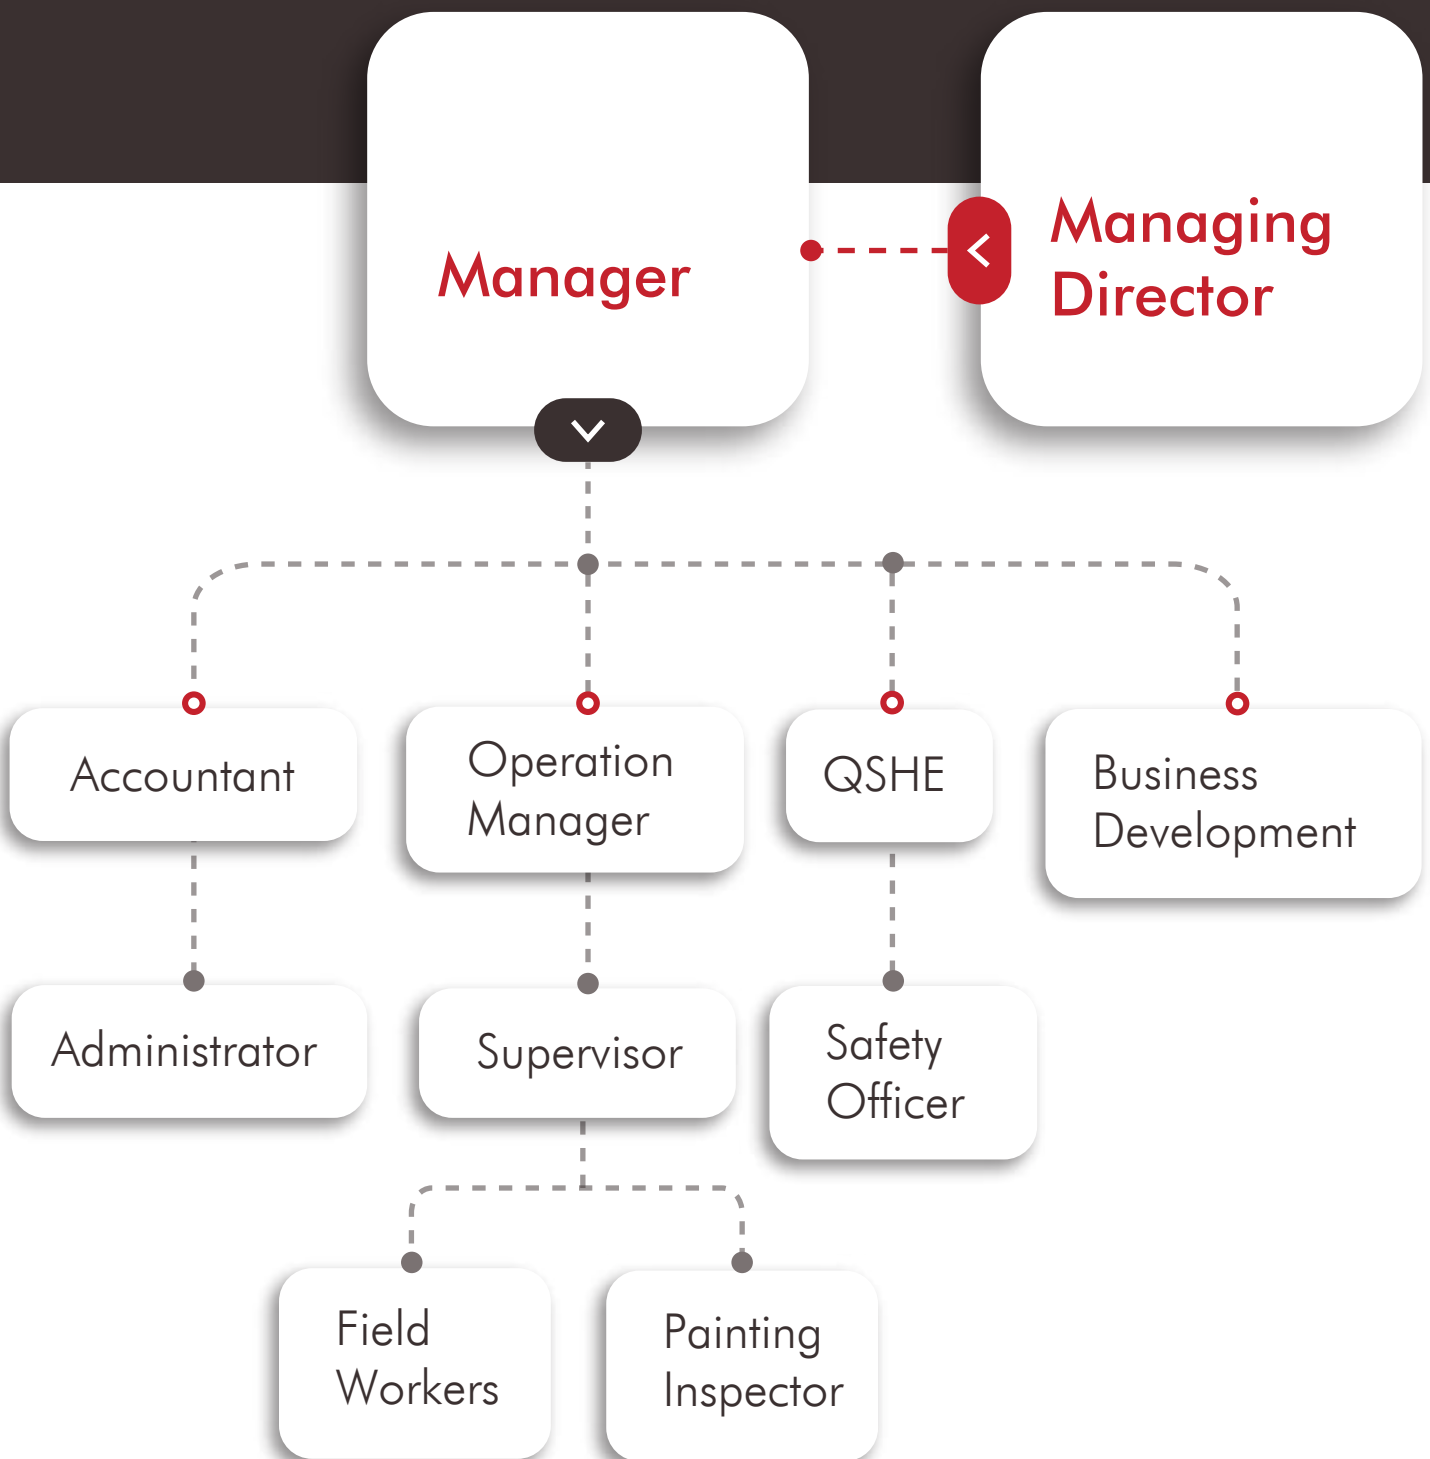 Manager
Managing
Director
Accountant
Operation
Manager
QSHE
Business
Development
Administrator
Supervisor
Safety
Officer
Field
Workers
Painting
Inspector